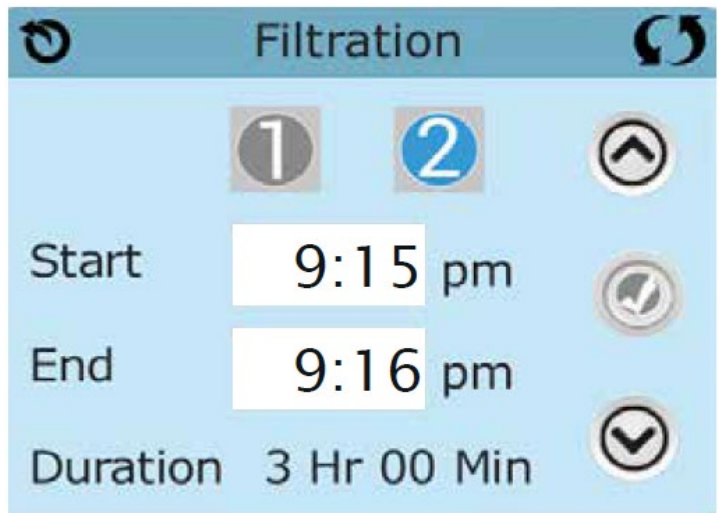 Filtration
1 2
Start 9:15 pm
End 9:16 pm
Duration 3 Hr 00 Min